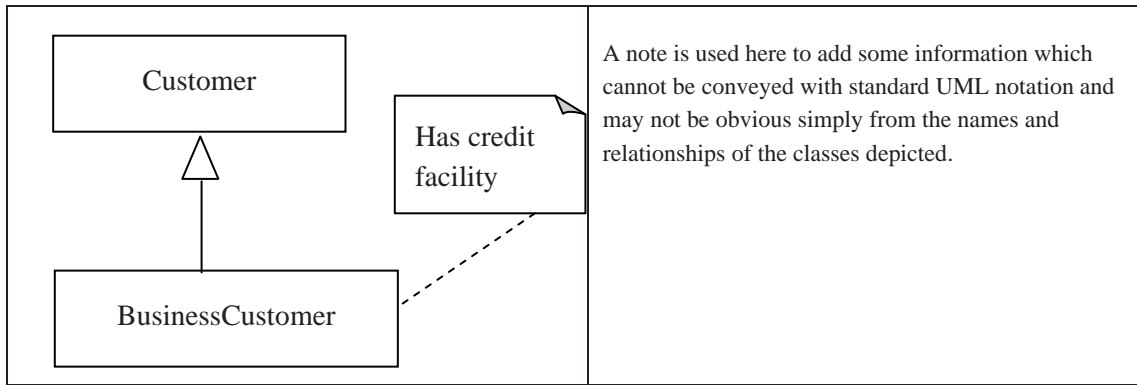 Customer
Has credit
facility
BusinessCustomer
A note is used here to add some information which
cannot be conveyed with standard UML notation and
may not be obvious simply from the names and
relationships of the classes depicted.